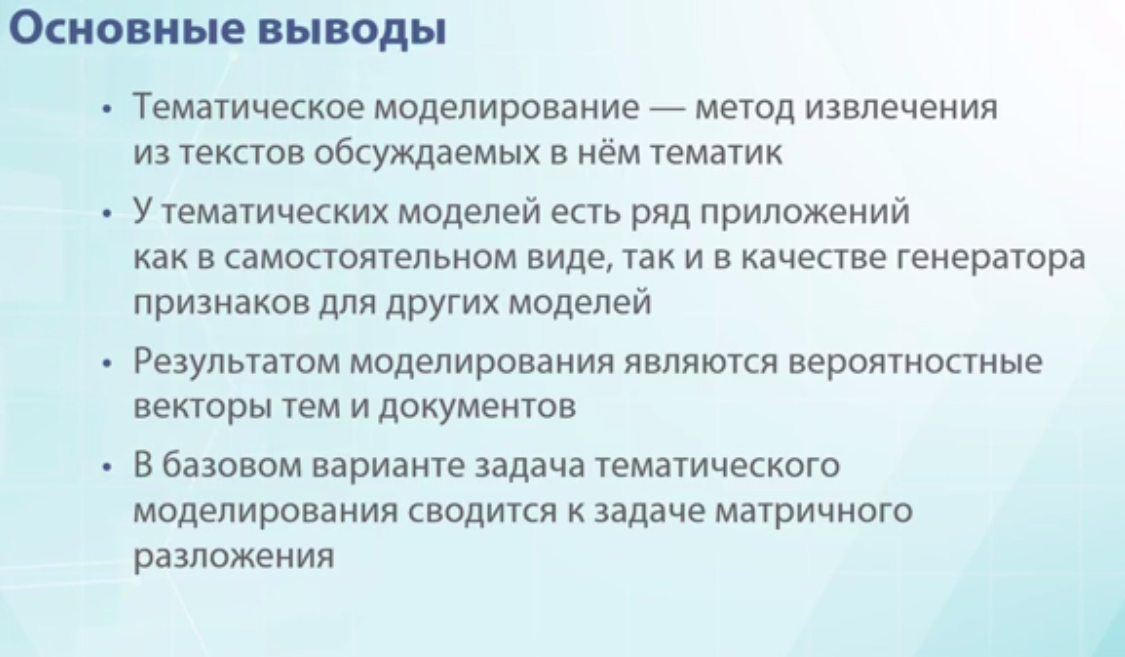 Основные выводы
• Тематическое моделирование — метод извлечения
из текстов обсуждаемых в нём тематик
• У тематических моделей есть ряд приложений
как в самостоятельном виде, так и в качестве генератора
признаков для других моделей
• Результатом моделирования являются вероятностные
векторы тем и документов
• В базовом варианте задача тематического
моделирования сводится к задаче матричного
разложения